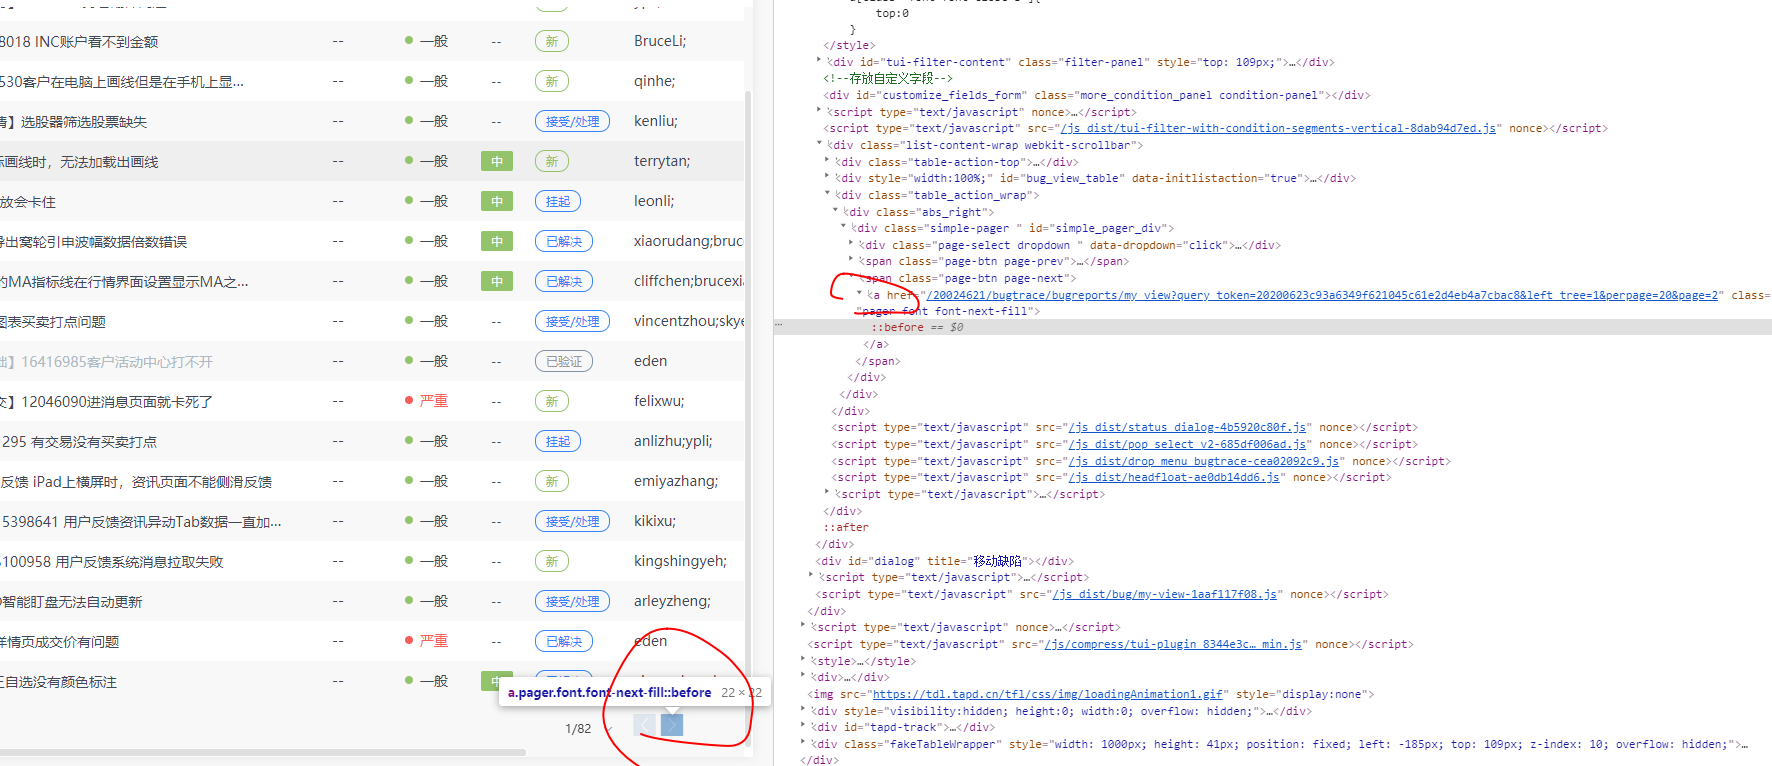 8018 INC账户看不到金额 -- 一般 -- 新 BruceLi;
530客户在电脑上画线但是在手机上显... -- 一般 -- 新 qinhe;
】选股器筛选股票缺失 -- 一般 -- 接受/处理 kenliu;
画线时，无法加载出画线 -- 一般 中 新 terrytan;
放会卡住 -- 一般 中 挂起 leonli;
导出窝轮引申波幅数据倍数错误 -- 一般 中 已解决 xiaorudang;bruc
的MA指标线在行情界面设置显示MA之... -- 一般 中 已解决 cliffchen;brucexi
图表买卖打点问题 -- 一般 -- 接受/处理 vincentzhou;skye
】16416985客户活动中心打不开 -- 一般 -- 已验证 eden
】12046090进消息页面就卡死了 -- 严重 -- 新 felixwu;
295 有交易没有买卖打点 -- 一般 -- 挂起 anlizhu;ypli;
反馈 iPad上横屏时，资讯页面不能侧滑反馈 -- 一般 -- 新 emiyazhang;
5398641 用户反馈资讯异动Tab数据一直加... -- 一般 -- 接受/处理 kikixu;
100958 用户反馈系统消息拉取失败 -- 一般 -- 新 kingshingyeh;
智能盯盘无法自动更新 -- 一般 -- 接受/处理 arleyzheng;
详情页成交价有问题 -- 严重 -- 已解决 eden
自选没有颜色标注 -- 一般 中
a.pager.font.font-next-fill::before 22 × 22
1/82
top:0
}
</style>
<div id="tui-filter-content" class="filter-panel" style="top: 109px;">…</div>
<!--存放自定义字段-->
<div id="customize_fields_form" class="more_condition_panel condition-panel"></div>
<script type="text/javascript" nonce>…</script>
<script type="text/javascript" src="/js_dist/tui-filter-with-condition-segments-vertical-8dab94d7ed.js" nonce></script>
<div class="list-content-wrap webkit-scrollbar">
<div class="table-action-top">…</div>
<div style="width:100%;" id="bug_view_table" data-initlistaction="true">…</div>
<div class="table_action_wrap">
<div class="abs_right">
<div class="simple-pager " id="simple_pager_div">
<div class="page-select dropdown " data-dropdown="click">…</div>
<span class="page-btn page-prev">…</span>
<span class="page-btn page-next">
<a href="/20024621/bugtrace/bugreports/my_view?query_token=20200623c93a6349f621045c61e2d4eb4a7cbac8&left_tree=1&perpage=20&page=2" class=
"pager font font-next-fill">
… ::before == $0
</a>
</span>
</div>
</div>
</div>
<script type="text/javascript" src="/js_dist/status_dialog-4b5920c80f.js" nonce></script>
<script type="text/javascript" src="/js_dist/pop_select_v2-685df006ad.js" nonce></script>
<script type="text/javascript" src="/js_dist/drop_menu_bugtrace-cea02092c9.js" nonce></script>
<script type="text/javascript" src="/js_dist/headfloat-ae0db14dd6.js" nonce></script>
<script type="text/javascript">…</script>
</div>
::after
</div>
<div id="dialog" title="移动缺陷"></div>
<script type="text/javascript">…</script>
<script type="text/javascript" src="/js_dist/bug/my-view-1aaf117f08.js" nonce></script>
</div>
<script type="text/javascript" nonce>…</script>
<script type="text/javascript" src="/js/compress/tui-plugin_8344e3c…_min.js" nonce></script>
<style>…</style>
<div>…</div>
<img src="https://tdl.tapd.cn/tfl/css/img/loadingAnimation1.gif" style="display:none">
<div style="visibility:hidden; height:0; width:0; overflow: hidden;">…</div>
<div id="tapd-track">…</div>
<div class="fakeTableWrapper" style="width: 1000px; height: 41px; position: fixed; left: -185px; top: 109px; z-index: 10; overflow: hidden;">…
</div>